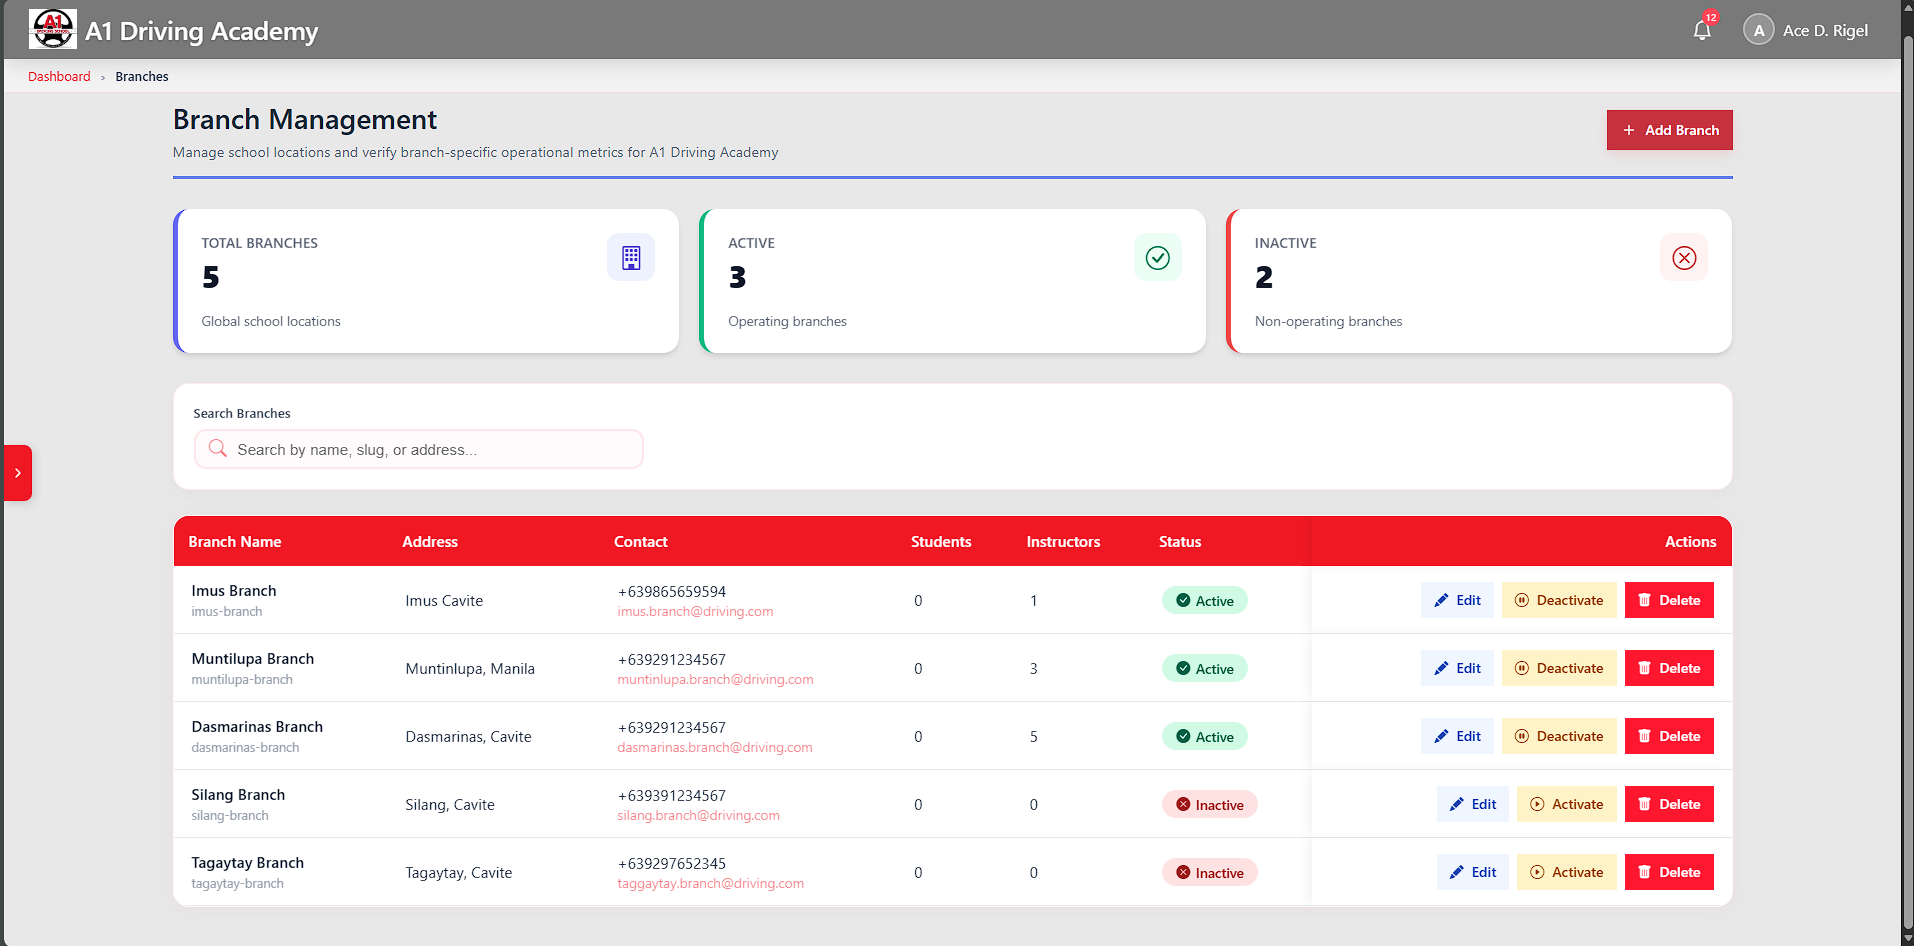 A1
DRIVING SCHOOL
A1 Driving Academy
12
A
Ace D. Rigel
Dashboard › Branches
Branch Management
Manage school locations and verify branch-specific operational metrics for A1 Driving Academy
+ Add Branch
TOTAL BRANCHES
5
Global school locations
ACTIVE
3
Operating branches
INACTIVE
2
Non-operating branches
Search Branches
Search by name, slug, or address...
Branch Name Address Contact Students Instructors Status Actions
Imus Branch
imus-branch
Imus Cavite
+639865659594
imus.branch@driving.com
0
1
Active
Edit Deactivate Delete
Muntilupa Branch
muntilupa-branch
Muntinlupa, Manila
+639291234567
muntinlupa.branch@driving.com
0
3
Active
Edit Deactivate Delete
Dasmarinas Branch
dasmarinas-branch
Dasmarinas, Cavite
+639291234567
dasmarinas.branch@driving.com
0
5
Active
Edit Deactivate Delete
Silang Branch
silang-branch
Silang, Cavite
+639391234567
silang.branch@driving.com
0
0
Inactive
Edit Activate Delete
Tagaytay Branch
tagaytay-branch
Tagaytay, Cavite
+639297652345
taggaytay.branch@driving.com
0
0
Inactive
Edit Activate Delete